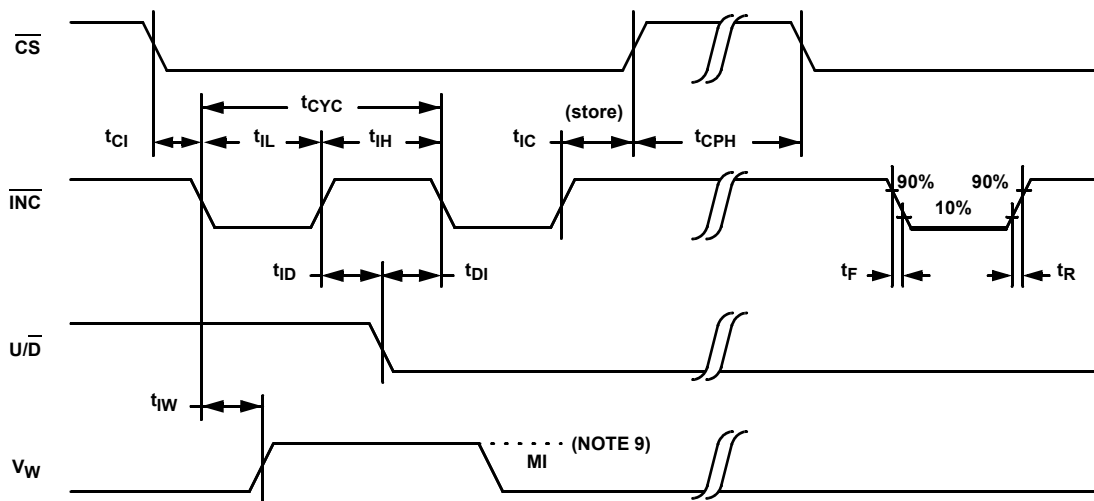 CS
tCYC
(store)
tCI
tIL
tIH
tIC
tCPH
INC
90%
90%
10%
tID
tDI
tF
tR
U/D
tIW
(NOTE 9)
MI
VW